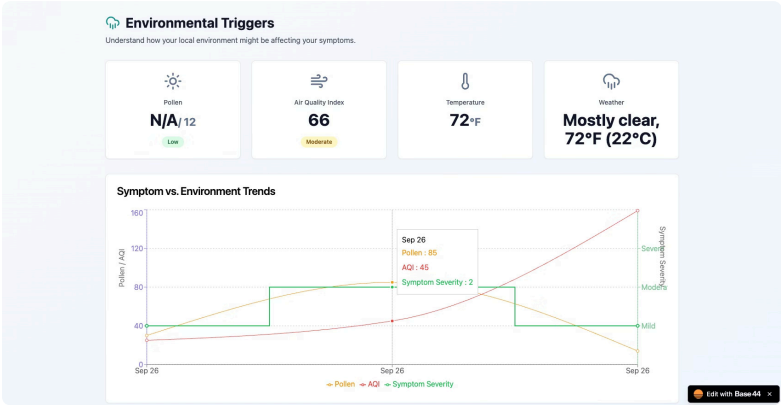 Environmental Triggers
Understand how your local environment might be affecting your symptoms.
Pollen
N/A/ 12
Low
Air Quality Index
66
Moderate
Temperature
72°F
Weather
Mostly clear,
72°F (22°C)
Symptom vs. Environment Trends
160
120
80
40
0
Pollen / AQI
Sep 26
Pollen : 85
AQI : 45
Symptom Severity : 2
Severe
Modera
Mild
Symptom Severity
Sep 26
Sep 26
Sep 26
Pollen
AQI
Symptom Severity
Edit with Base44 ×